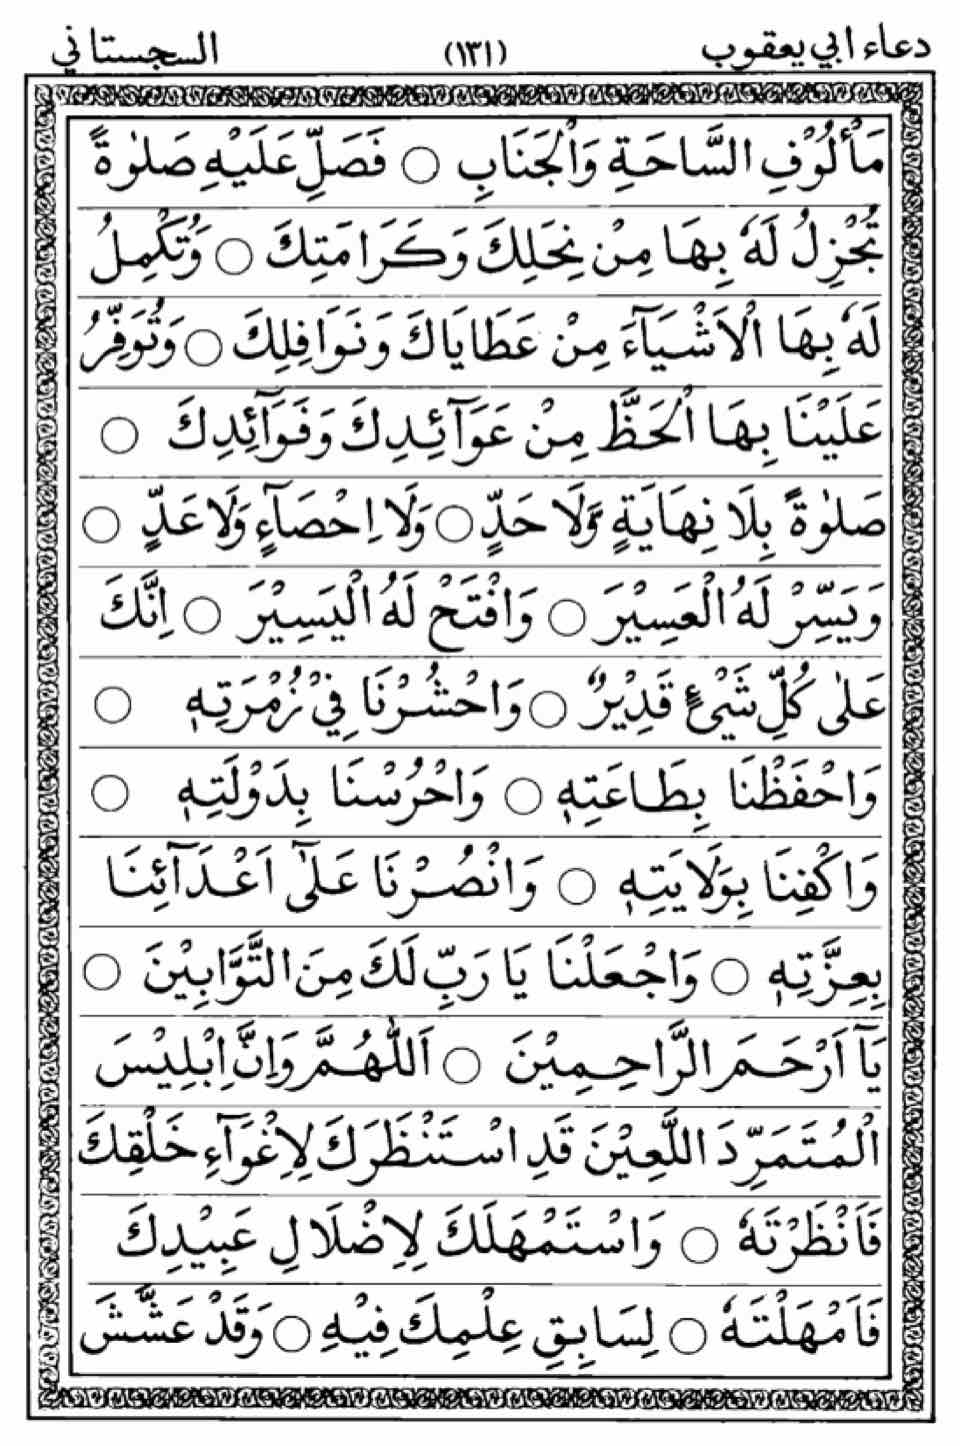 دعاء ابي يعقوب (١٣١) السجستاني
مَأْلُوْفِ السَّاحَةِ وَالْجَنَابِ ○ فَصَلِّ عَلَيْهِ صَلٰوةً
تُجْزِلُ لَهٗ بِهَا مِنْ نِحَلِكَ وَكَرَامَتِكَ ○ وَتُكْمِلُ
لَهٗ بِهَا الْاَشْيَآءَ مِنْ عَطَايَاكَ وَنَوَافِلِكَ ○ وَتُوَفِّرُ
عَلَيْنَا بِهَا الْحَظَّ مِنْ عَوَآئِدِكَ وَفَوَآئِدِكَ ○
صَلٰوةً بِلَا نِهَايَةٍ وَّلَا حَدٍّ ○ وَلَا اِحْصَآءٍ وَلَا عَدٍّ ○
وَيَسِّرْ لَهُ الْعَسِيْرَ ○ وَافْتَحْ لَهُ الْيَسِيْرَ ○ اِنَّكَ
عَلٰى كُلِّ شَيْءٍ قَدِيْرٌ ○ وَاحْشُرْنَا فِيْ زُمْرَتِهٖ ○
وَاحْفَظْنَا بِطَاعَتِهٖ ○ وَاحْرُسْنَا بِدَوْلَتِهٖ ○
وَاكْفِنَا بِوَلَايَتِهٖ ○ وَانْصُرْنَا عَلٰٓى اَعْدَآئِنَا
بِعِزَّتِهٖ ○ وَاجْعَلْنَا يَا رَبِّ لَكَ مِنَ التَّوَّابِيْنَ ○
يَآ اَرْحَمَ الرَّاحِمِيْنَ ○ اَللّٰهُمَّ وَاِنَّ اِبْلِيْسَ
الْمُتَمَرِّدَ اللَّعِيْنَ قَدِ اسْتَنْظَرَكَ لِاِغْوَآءِ خَلْقِكَ
فَاَنْظَرْتَهٗ ○ وَاسْتَمْهَلَكَ لِاِضْلَالِ عَبِيْدِكَ
فَاَمْهَلْتَهٗ ○ لِسَابِقِ عِلْمِكَ فِيْهِ ○ وَقَدْ عَشَّشَ